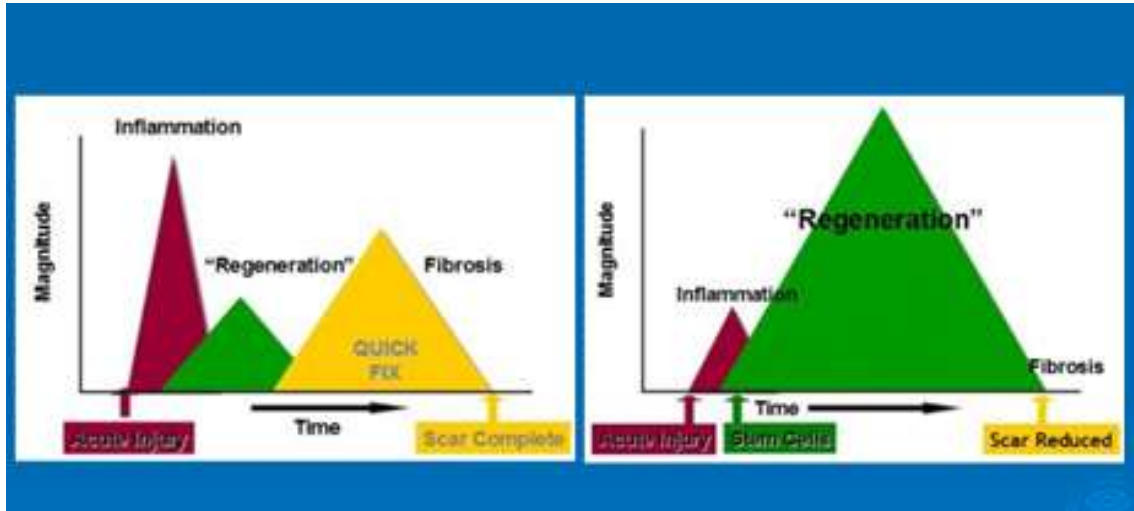 Inflammation
Magnitude
“Regeneration”
Fibrosis
QUICK
FIX
Time
Acute Injury
Scar Complete
Magnitude
“Regeneration”
Inflammation
Fibrosis
Time
Acute Injury
Stem Cells
Scar Reduced